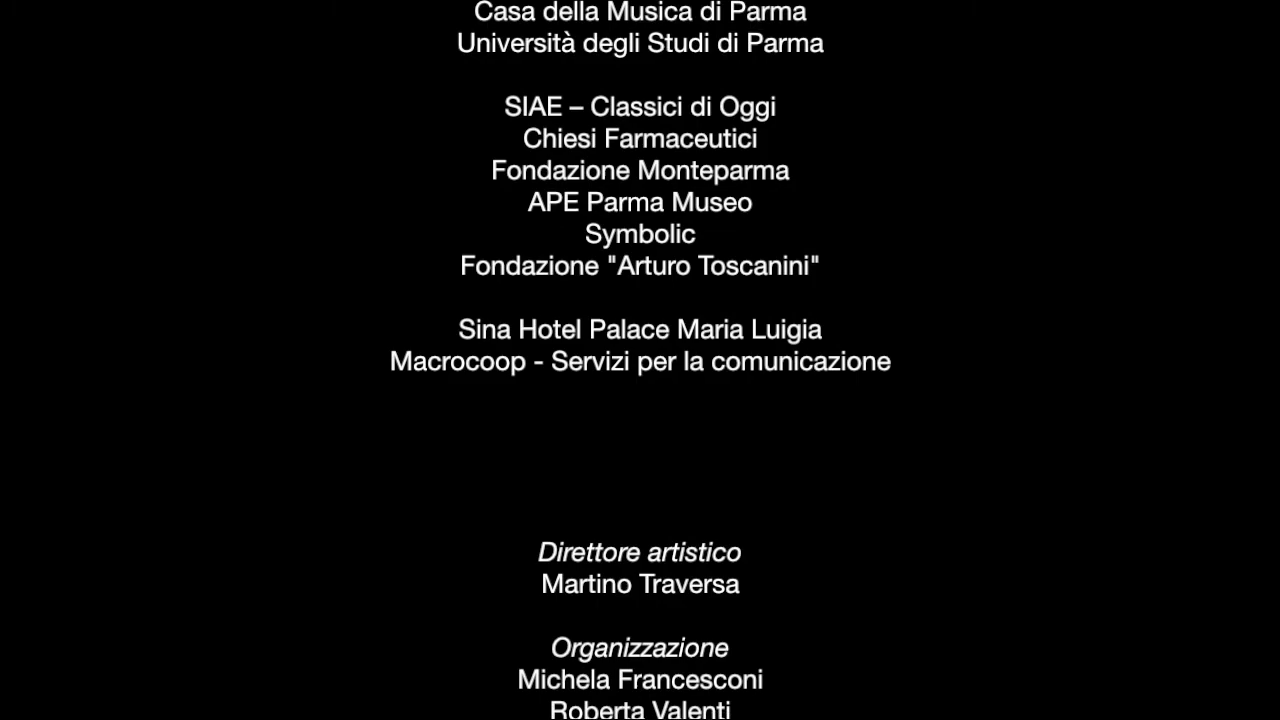 Casa della Musica di Parma
Università degli Studi di Parma
SIAE – Classici di Oggi
Chiesi Farmaceutici
Fondazione Monteparma
APE Parma Museo
Symbolic
Fondazione "Arturo Toscanini"
Sina Hotel Palace Maria Luigia
Macrocoop - Servizi per la comunicazione
Direttore artistico
Martino Traversa
Organizzazione
Michela Francesconi
Roberta Valenti